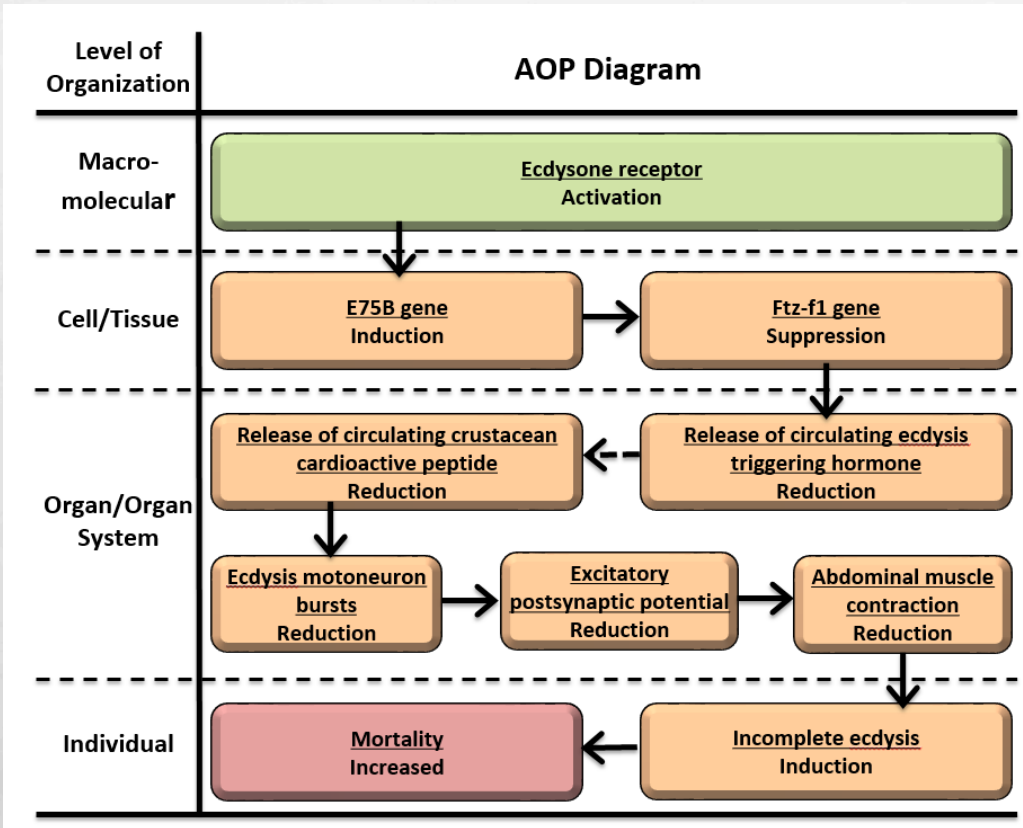 Level of
Organization
AOP Diagram
Macro-
molecular
Ecdysone receptor
Activation
Cell/Tissue
E75B gene
Induction
Ftz-f1 gene
Suppression
Organ/Organ
System
Release of circulating crustacean
cardioactive peptide
Reduction
Release of circulating ecdysis
triggering hormone
Reduction
Ecdysis motoneuron
bursts
Reduction
Excitatory
postsynaptic potential
Reduction
Abdominal muscle
contraction
Reduction
Individual
Mortality
Increased
Incomplete ecdysis
Induction